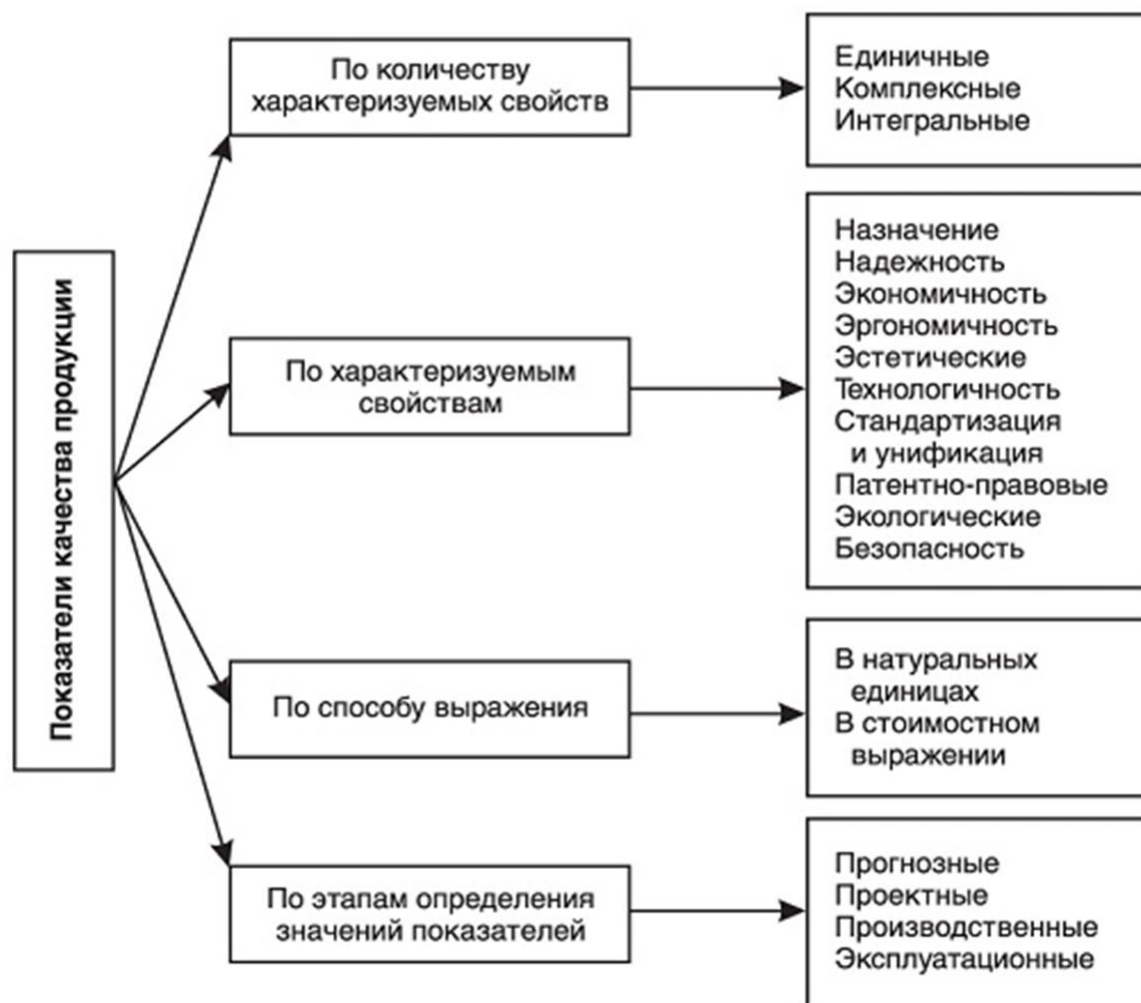 Показатели качества продукции
По количеству
характеризуемых свойств
Единичные
Комплексные
Интегральные
По характеризуемым
свойствам
Назначение
Надежность
Экономичность
Эргономичность
Эстетические
Технологичность
Стандартизация
и унификация
Патентно-правовые
Экологические
Безопасность
По способу выражения
В натуральных
единицах
В стоимостном
выражении
По этапам определения
значений показателей
Прогнозные
Проектные
Производственные
Эксплуатационные